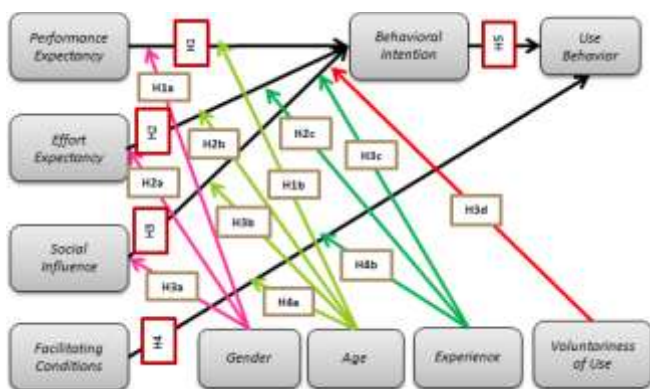 Performance
Expectancy
H1
Behavioral
Intention
H5
Use
Behavior
H1a
Effort
Expectancy
H2
H2b
H2c
H3c
H2a
H1b
H3d
Social
Influence
H3
H3b
H3a
H4a
H4b
Facilitating
Conditions
H4
Gender
Age
Experience
Voluntariness
of Use